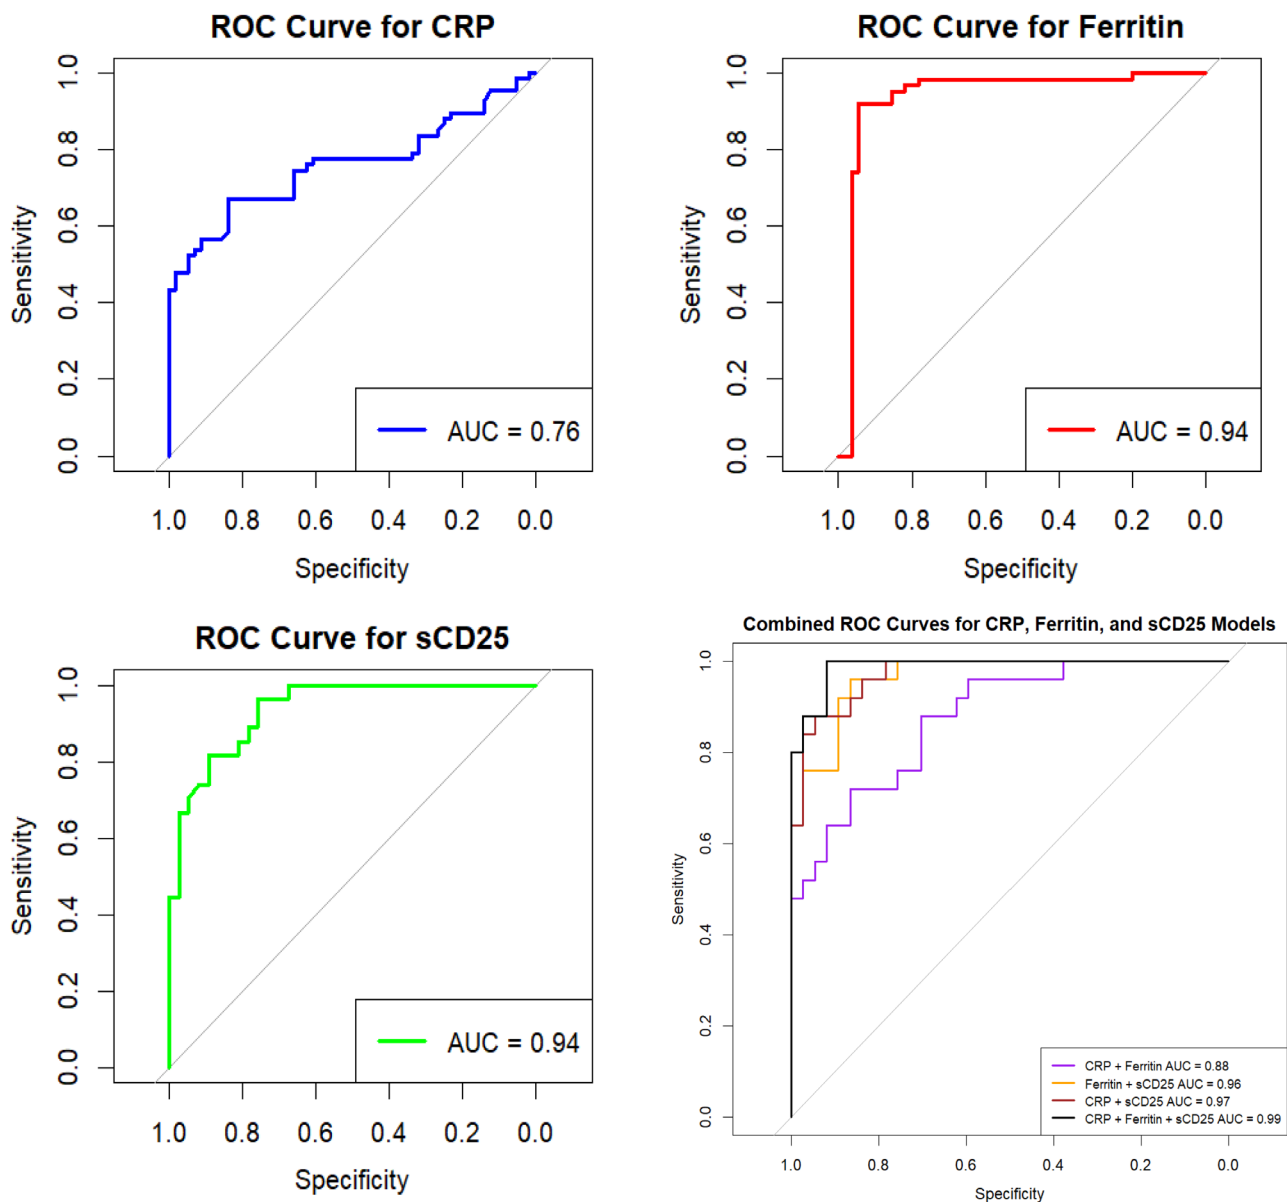 ROC Curve for CRP
1.0
0.8
0.6
0.4
0.2
0.0
Sensitivity
AUC = 0.76
1.0 0.8 0.6 0.4 0.2 0.0
Specificity
ROC Curve for Ferritin
1.0
0.8
0.6
0.4
0.2
0.0
Sensitivity
AUC = 0.94
1.0 0.8 0.6 0.4 0.2 0.0
Specificity
ROC Curve for sCD25
1.0
0.8
0.6
0.4
0.2
0.0
Sensitivity
AUC = 0.94
1.0 0.8 0.6 0.4 0.2 0.0
Specificity
Combined ROC Curves for CRP, Ferritin, and sCD25 Models
1.0
0.8
0.6
0.4
0.2
0.0
Sensitivity
CRP + Ferritin AUC = 0.88
Ferritin + sCD25 AUC = 0.96
CRP + sCD25 AUC = 0.97
CRP + Ferritin + sCD25 AUC = 0.99
1.0 0.8 0.6 0.4 0.2 0.0
Specificity